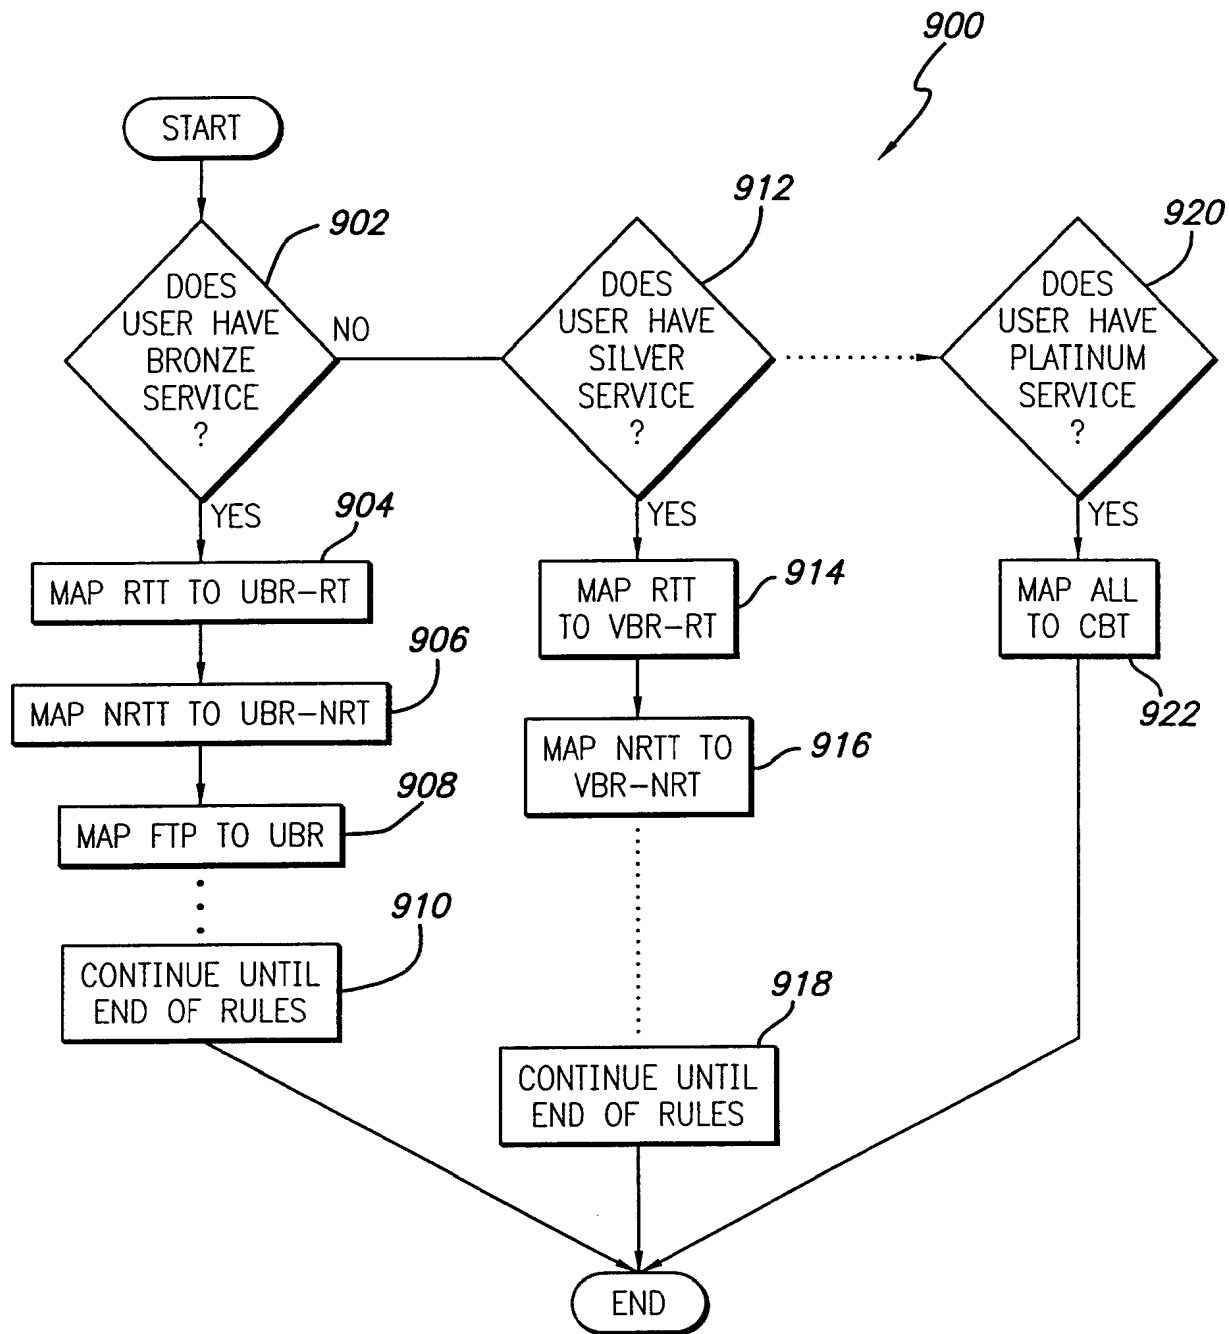 900
START
902
DOES
USER HAVE
BRONZE
SERVICE
?
NO
YES
904
MAP RTT TO UBR-RT
906
MAP NRTT TO UBR-NRT
908
MAP FTP TO UBR
910
CONTINUE UNTIL
END OF RULES
912
DOES
USER HAVE
SILVER
SERVICE
?
YES
914
MAP RTT
TO VBR-RT
916
MAP NRTT TO
VBR-NRT
918
CONTINUE UNTIL
END OF RULES
920
DOES
USER HAVE
PLATINUM
SERVICE
?
YES
MAP ALL
TO CBT
922
END